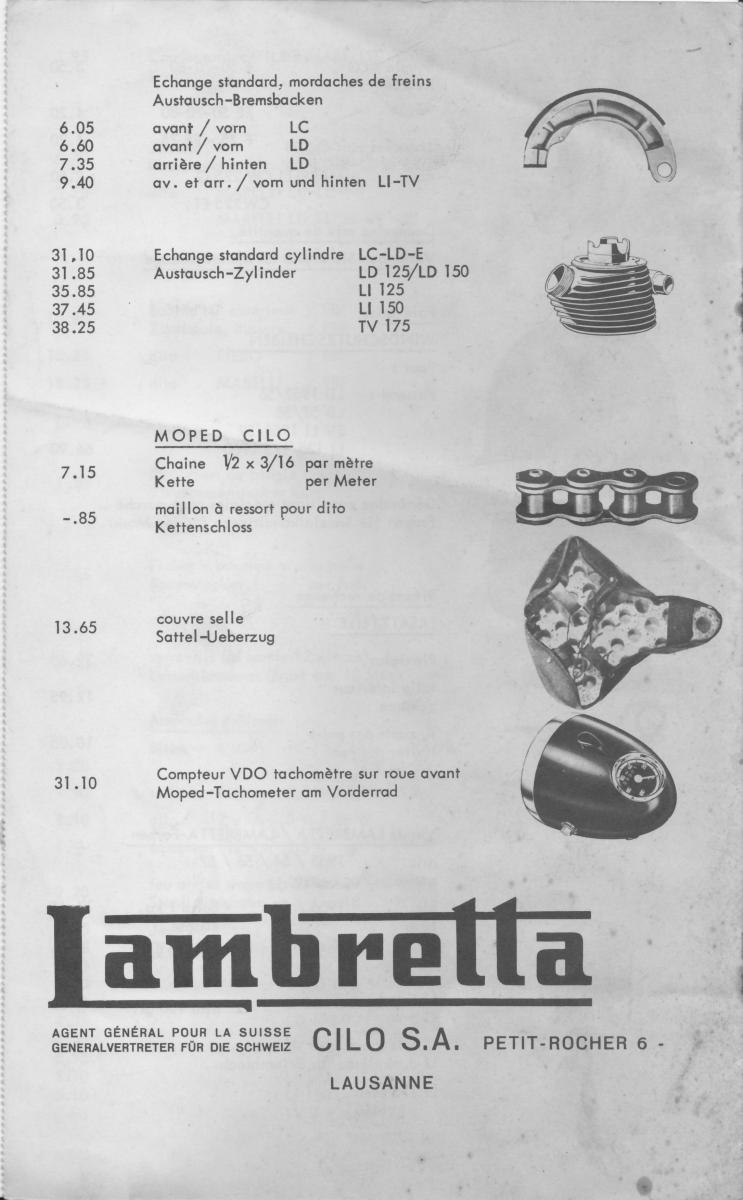 Echange standard, mordaches de freins
Austausch-Bremsbacken
6.05 avant / vorn LC
6.60 avant / vorn LD
7.35 arrière / hinten LD
9.40 av. et arr. / vorn und hinten LI-TV
31,10 Echange standard cylindre LC-LD-E
31.85 Austausch-Zylinder LD 125/LD 150
35.85 LI 125
37.45 LI 150
38.25 TV 175
MOPED CILO
7.15 Chaine 1/2 x 3/16 par mètre
Kette per Meter
-.85 maillon à ressort pour dito
Kettenschloss
13.65 couvre selle
Sattel-Ueberzug
31.10 Compteur VDO tachomètre sur roue avant
Moped-Tachometer am Vorderrad
Lambretta
AGENT GÉNÉRAL POUR LA SUISSE
GENERALVERTRETER FÜR DIE SCHWEIZ CILO S.A. PETIT-ROCHER 6 -
LAUSANNE